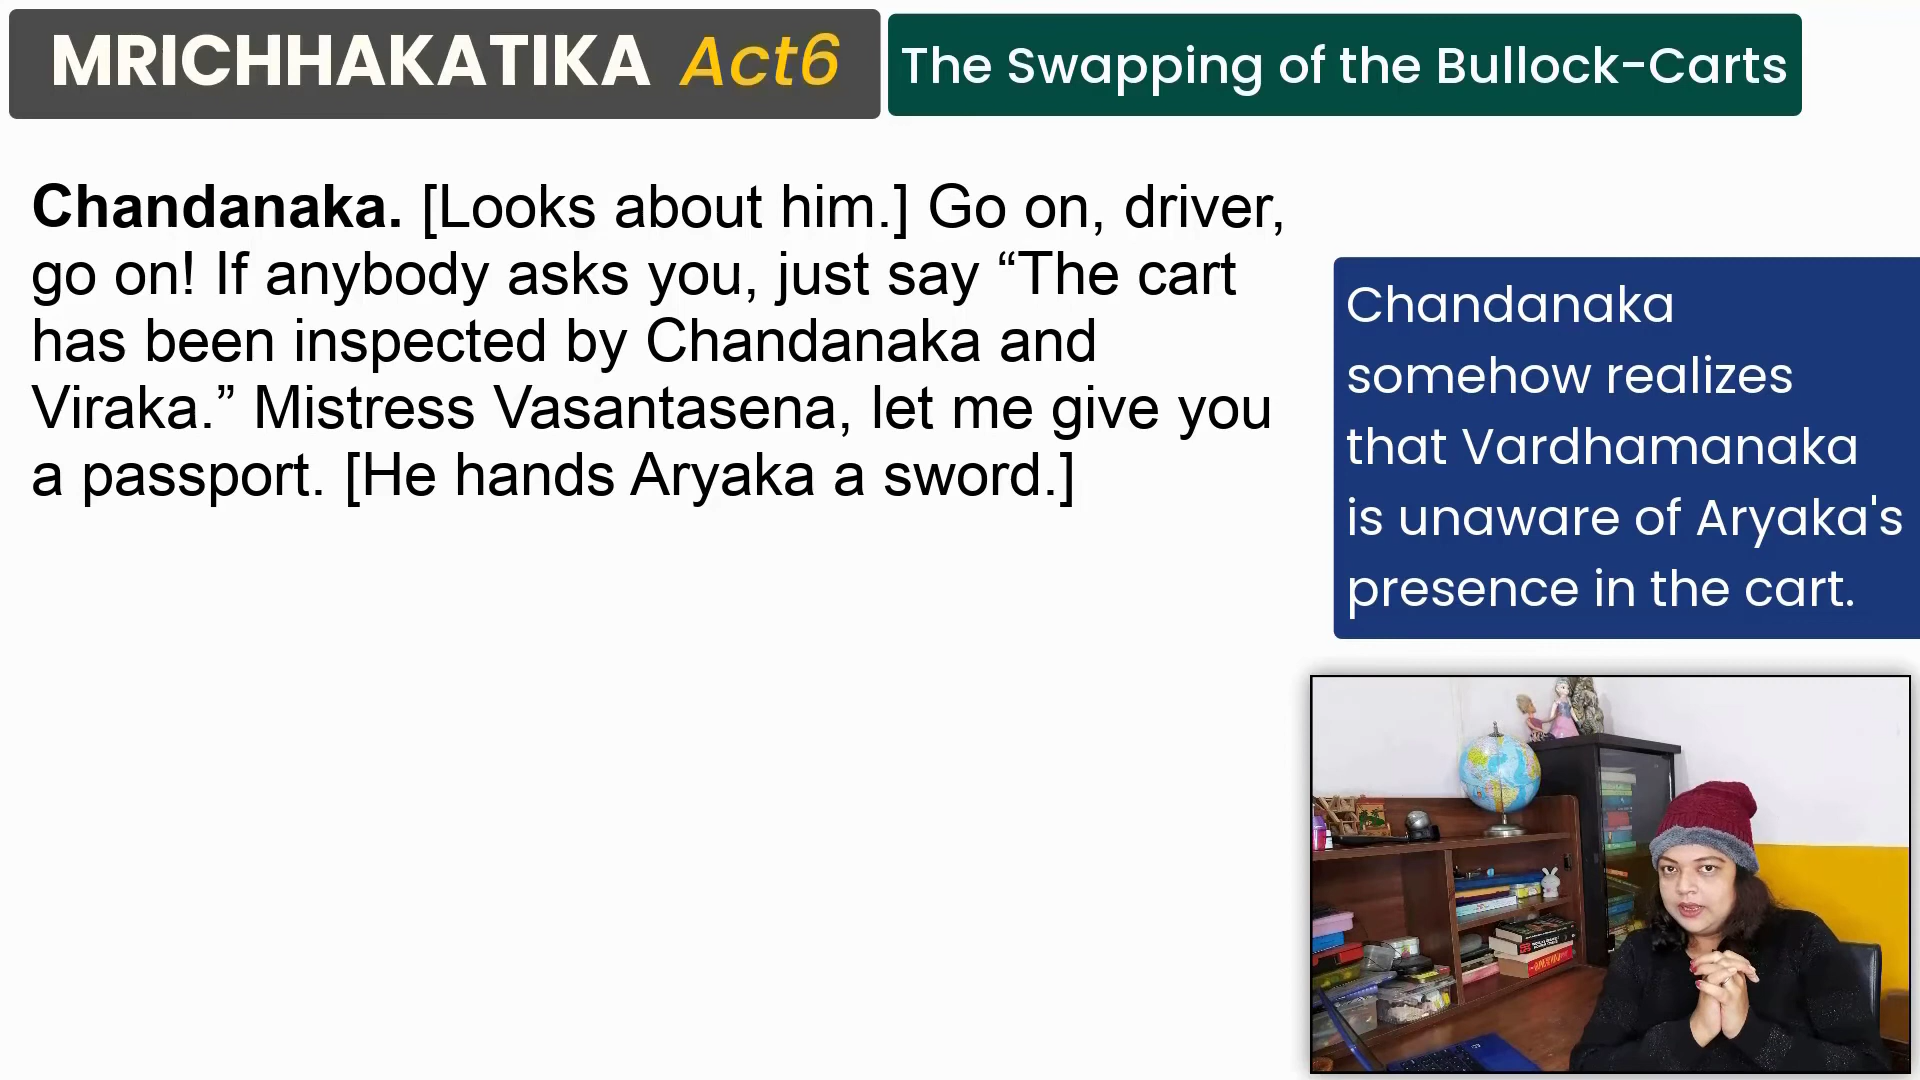 MRICHHAKATIKA Act6
The Swapping of the Bullock-Carts
Chandanaka. [Looks about him.] Go on, driver,
go on! If anybody asks you, just say “The cart
has been inspected by Chandanaka and
Viraka.” Mistress Vasantasena, let me give you
a passport. [He hands Aryaka a sword.]
Chandanaka
somehow realizes
that Vardhamanaka
is unaware of Aryaka's
presence in the cart.